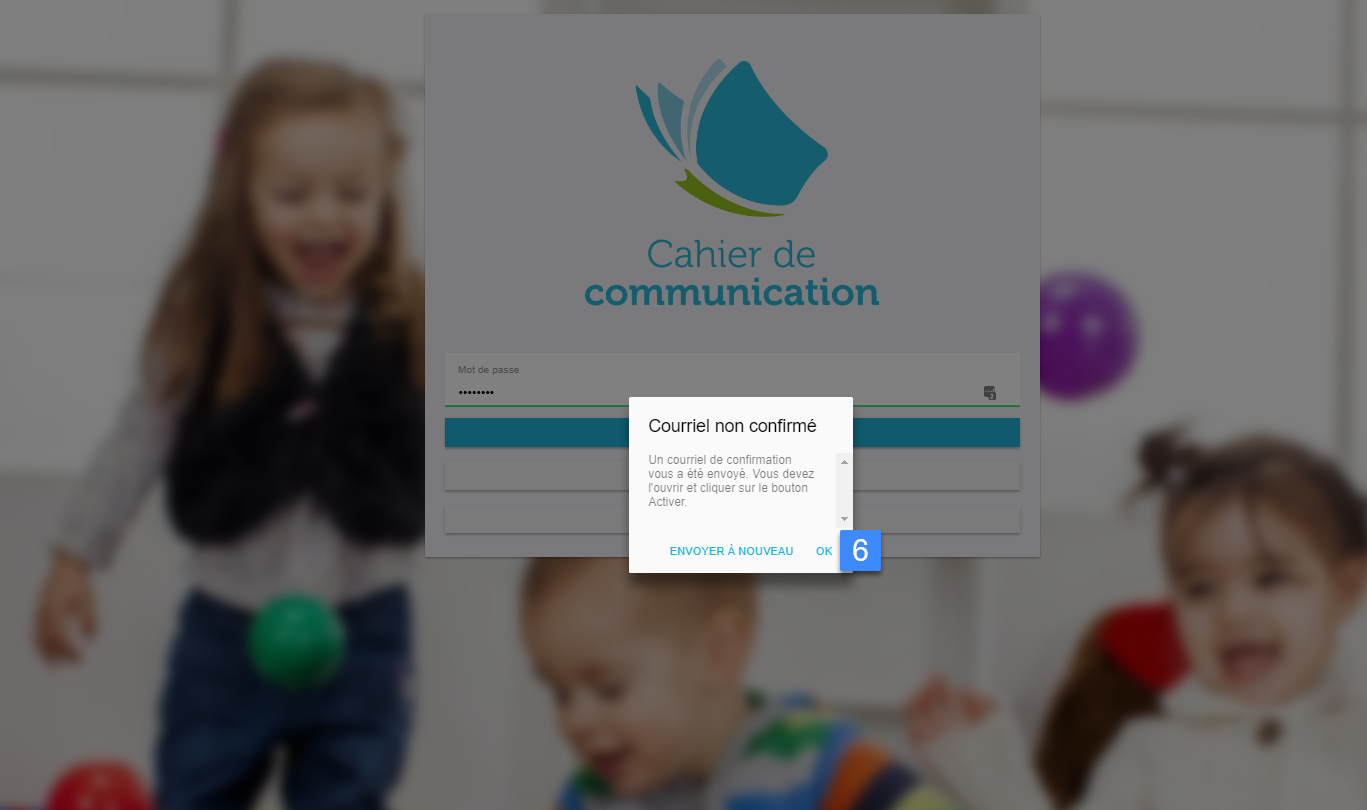 Cahier de
communication
Mot de passe
••••••••
Courriel non confirmé
Un courriel de confirmation
vous a été envoyé. Vous devez
l'ouvrir et cliquer sur le bouton
Activer.
ENVOYER À NOUVEAU OK 6